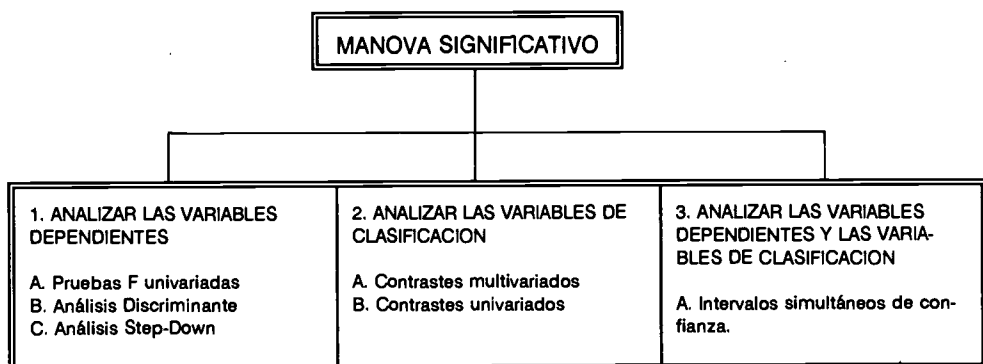 MANOVA SIGNIFICATIVO
1. ANALIZAR LAS VARIABLES
DEPENDIENTES
A. Pruebas F univariadas
B. Análisis Discriminante
C. Análisis Step-Down
2. ANALIZAR LAS VARIABLES DE
CLASIFICACION
A. Contrastes multivariados
B. Contrastes univariados
3. ANALIZAR LAS VARIABLES
DEPENDIENTES Y LAS VARIA-
BLES DE CLASIFICACION
A. Intervalos simultáneos de con-
fianza.